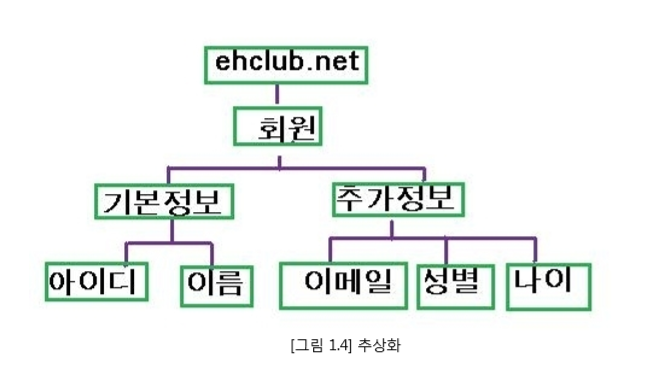 ehclub.net
회원
기본정보 추가정보
아이디 이름 이메일 성별 나이
[그림 1.4] 추상화